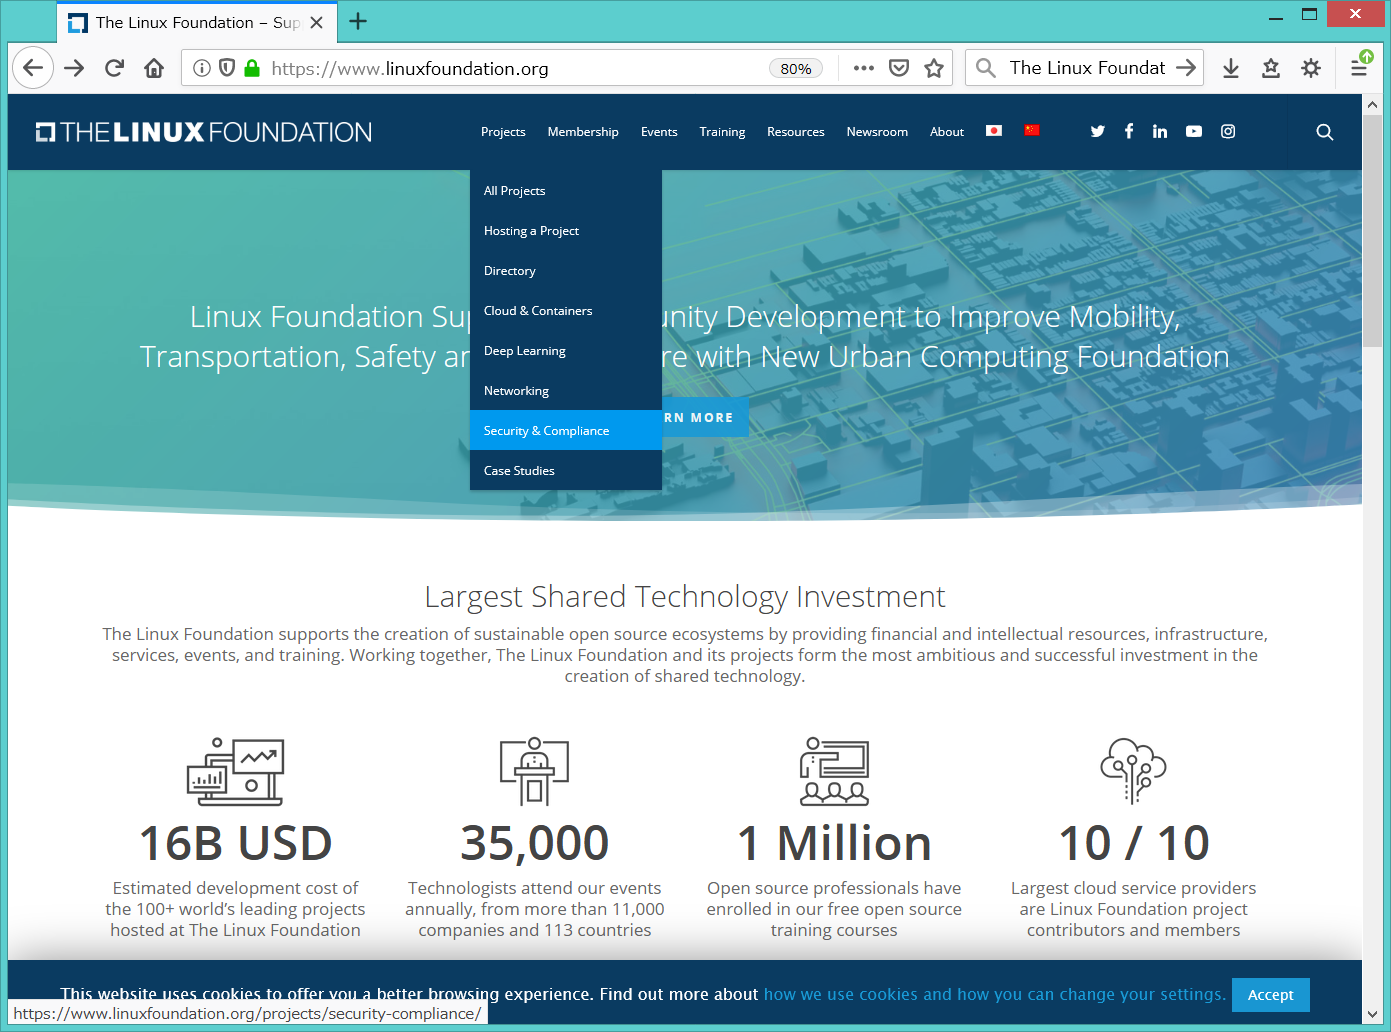 The Linux Foundation – Sup
https://www.linuxfoundation.org
80%
The Linux Foundat
THE LINUX FOUNDATION
Projects
Membership
Events
Training
Resources
Newsroom
About
All Projects
Hosting a Project
Directory
Cloud & Containers
Deep Learning
Networking
Security & Compliance
Case Studies
Linux Foundation Sup unity Development to Improve Mobility,
Transportation, Safety an re with New Urban Computing Foundation
RN MORE
Largest Shared Technology Investment
The Linux Foundation supports the creation of sustainable open source ecosystems by providing financial and intellectual resources, infrastructure,
services, events, and training. Working together, The Linux Foundation and its projects form the most ambitious and successful investment in the
creation of shared technology.
16B USD
Estimated development cost of
the 100+ world’s leading projects
hosted at The Linux Foundation
35,000
Technologists attend our events
annually, from more than 11,000
companies and 113 countries
1 Million
Open source professionals have
enrolled in our free open source
training courses
10 / 10
Largest cloud service providers
are Linux Foundation project
contributors and members
This website uses cookies to offer you a better browsing experience. Find out more about how we use cookies and how you can change your settings.
Accept
https://www.linuxfoundation.org/projects/security-compliance/